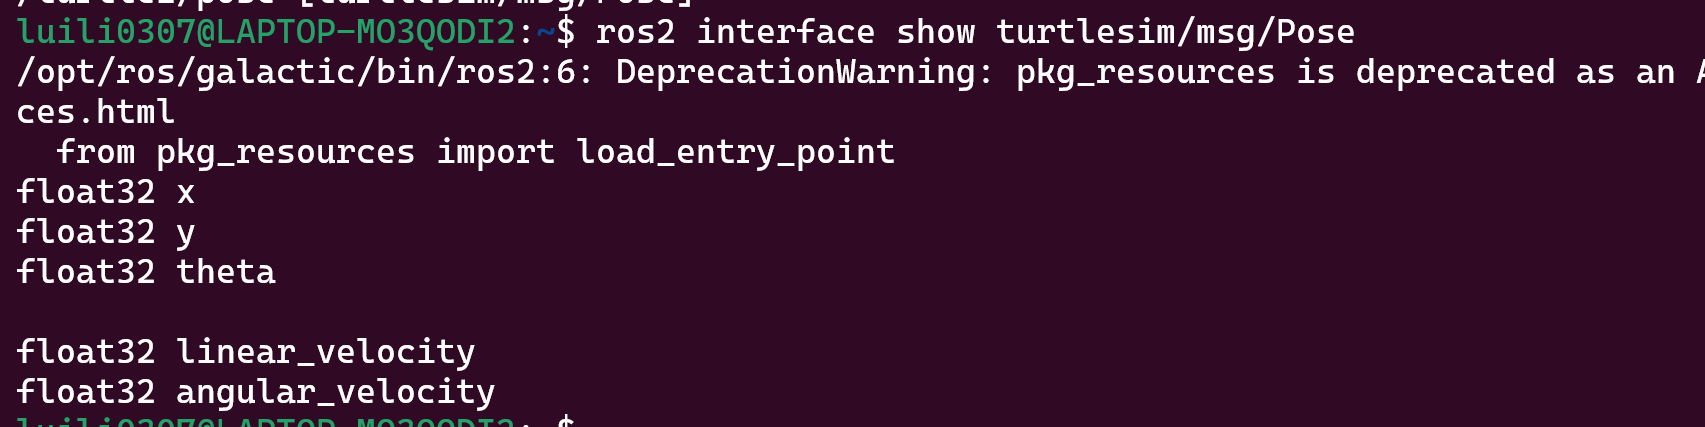 /turtle1/pose [turtlesim/msg/Pose]
luili0307@LAPTOP-MO3QODI2:~$ ros2 interface show turtlesim/msg/Pose
/opt/ros/galactic/bin/ros2:6: DeprecationWarning: pkg_resources is deprecated as an A
ces.html
  from pkg_resources import load_entry_point
float32 x
float32 y
float32 theta

float32 linear_velocity
float32 angular_velocity
luili0307@LAPTOP-MO3QODI2:~$